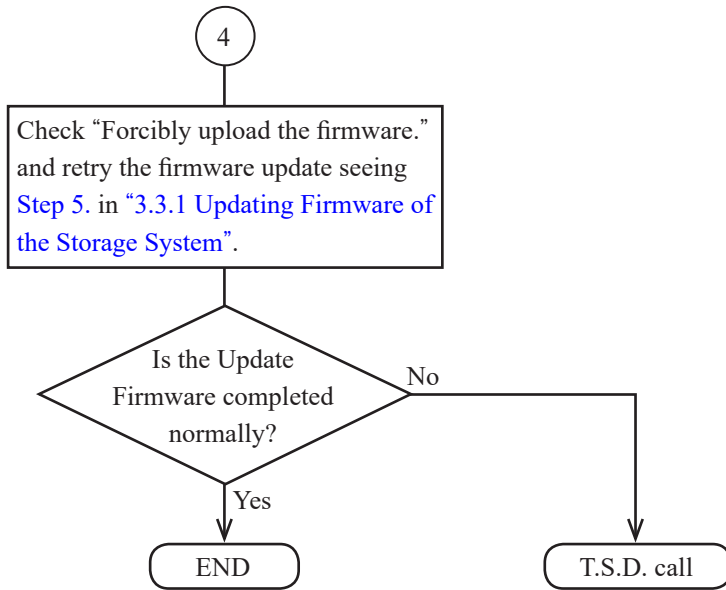 4
Check “Forcibly upload the firmware.”
and retry the firmware update seeing
Step 5. in “3.3.1 Updating Firmware of
the Storage System”.
Is the Update
Firmware completed
normally?
No
Yes
END
T.S.D. call